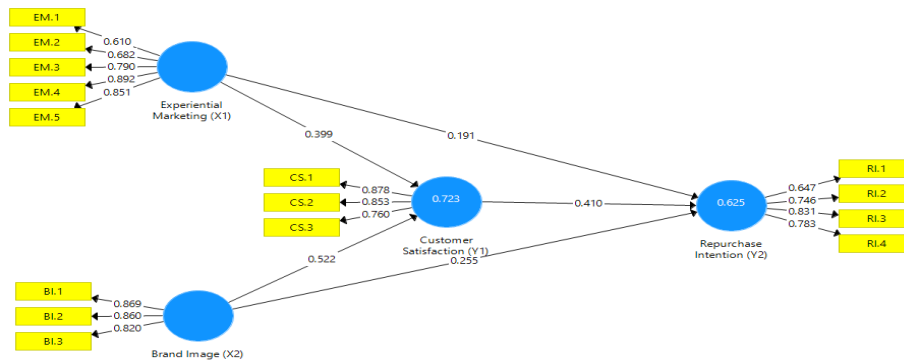 EM.1
EM.2
EM.3
EM.4
EM.5
0.610
0.682
0.790
0.892
0.851
Experiential
Marketing (X1)
0.399
0.191
CS.1
CS.2
CS.3
0.878
0.853
0.760
0.723
Customer
Satisfaction (Y1)
0.410
0.625
Repurchase
Intention (Y2)
0.647
0.746
0.831
0.783
RI.1
RI.2
RI.3
RI.4
0.522
0.255
BI.1
BI.2
BI.3
0.869
0.860
0.820
Brand Image (X2)